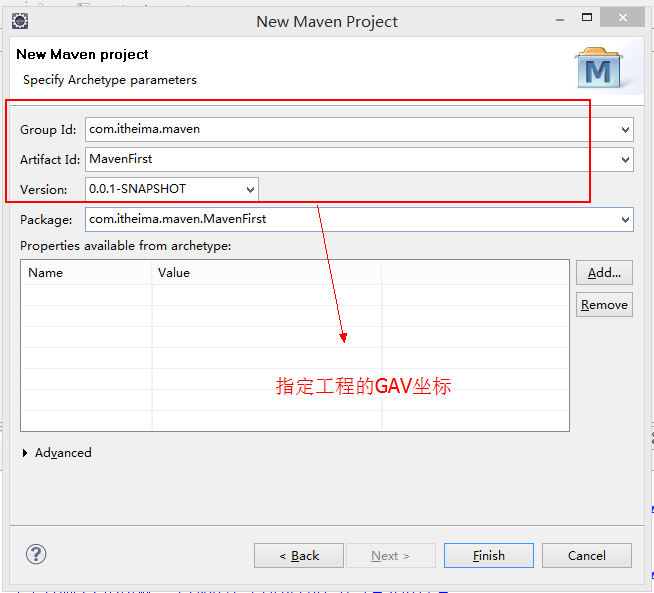 New Maven Project
New Maven project
Specify Archetype parameters
M
Group Id: com.itheima.maven
Artifact Id: MavenFirst
Version: 0.0.1-SNAPSHOT
Package: com.itheima.maven.MavenFirst
Properties available from archetype:
Name Value
Add...
Remove
指定工程的GAV坐标
Advanced
?
< Back Next > Finish Cancel